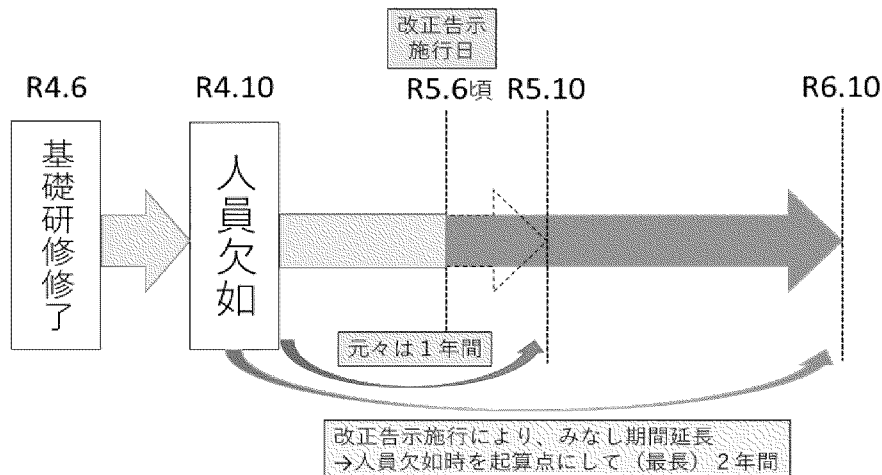 改正告示
施行日
R4.6
R4.10
R5.6頃
R5.10
R6.10
基礎研修修了
人員欠如
元々は１年間
改正告示施行により、みなし期間延長
→人員欠如時を起算点にして（最長）２年間